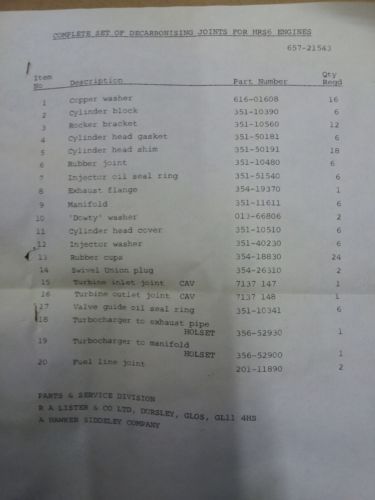 COMPLETE SET OF DECARBONISING JOINTS FOR HRS6 ENGINES
657-21543
Item No Description Part Number Qty Reqd
1 Copper washer 616-01608 16
2 Cylinder block 351-10390 6
3 Rocker bracket 351-10560 12
4 Cylinder head gasket 351-50181 6
5 Cylinder head shim 351-50191 18
6 Rubber joint 351-10480 6
7 Injector oil seal ring 351-51540 6
8 Exhaust flange 354-19370 1
9 Manifold 351-11611 6
10 'Dowty' washer 013-66806 2
11 Cylinder head cover 351-10510 6
12 Injector washer 351-40230 6
13 Rubber cups 354-18830 24
14 Swivel Union plug 354-26310 2
15 Turbine inlet joint CAV 7137 147 1
16 Turbine outlet joint CAV 7137 148 1
17 Valve guide oil seal ring 351-10341 6
18 Turbocharger to exhaust pipe
HOLSET 356-52930 1
19 Turbocharger to manifold
HOLSET 356-52900 1
20 Fuel line joint 201-11890 2
PARTS & SERVICE DIVISION
R A LISTER & CO LTD, DURSLEY, GLOS, GL11 4HS
A HAWKER SIDDELEY COMPANY